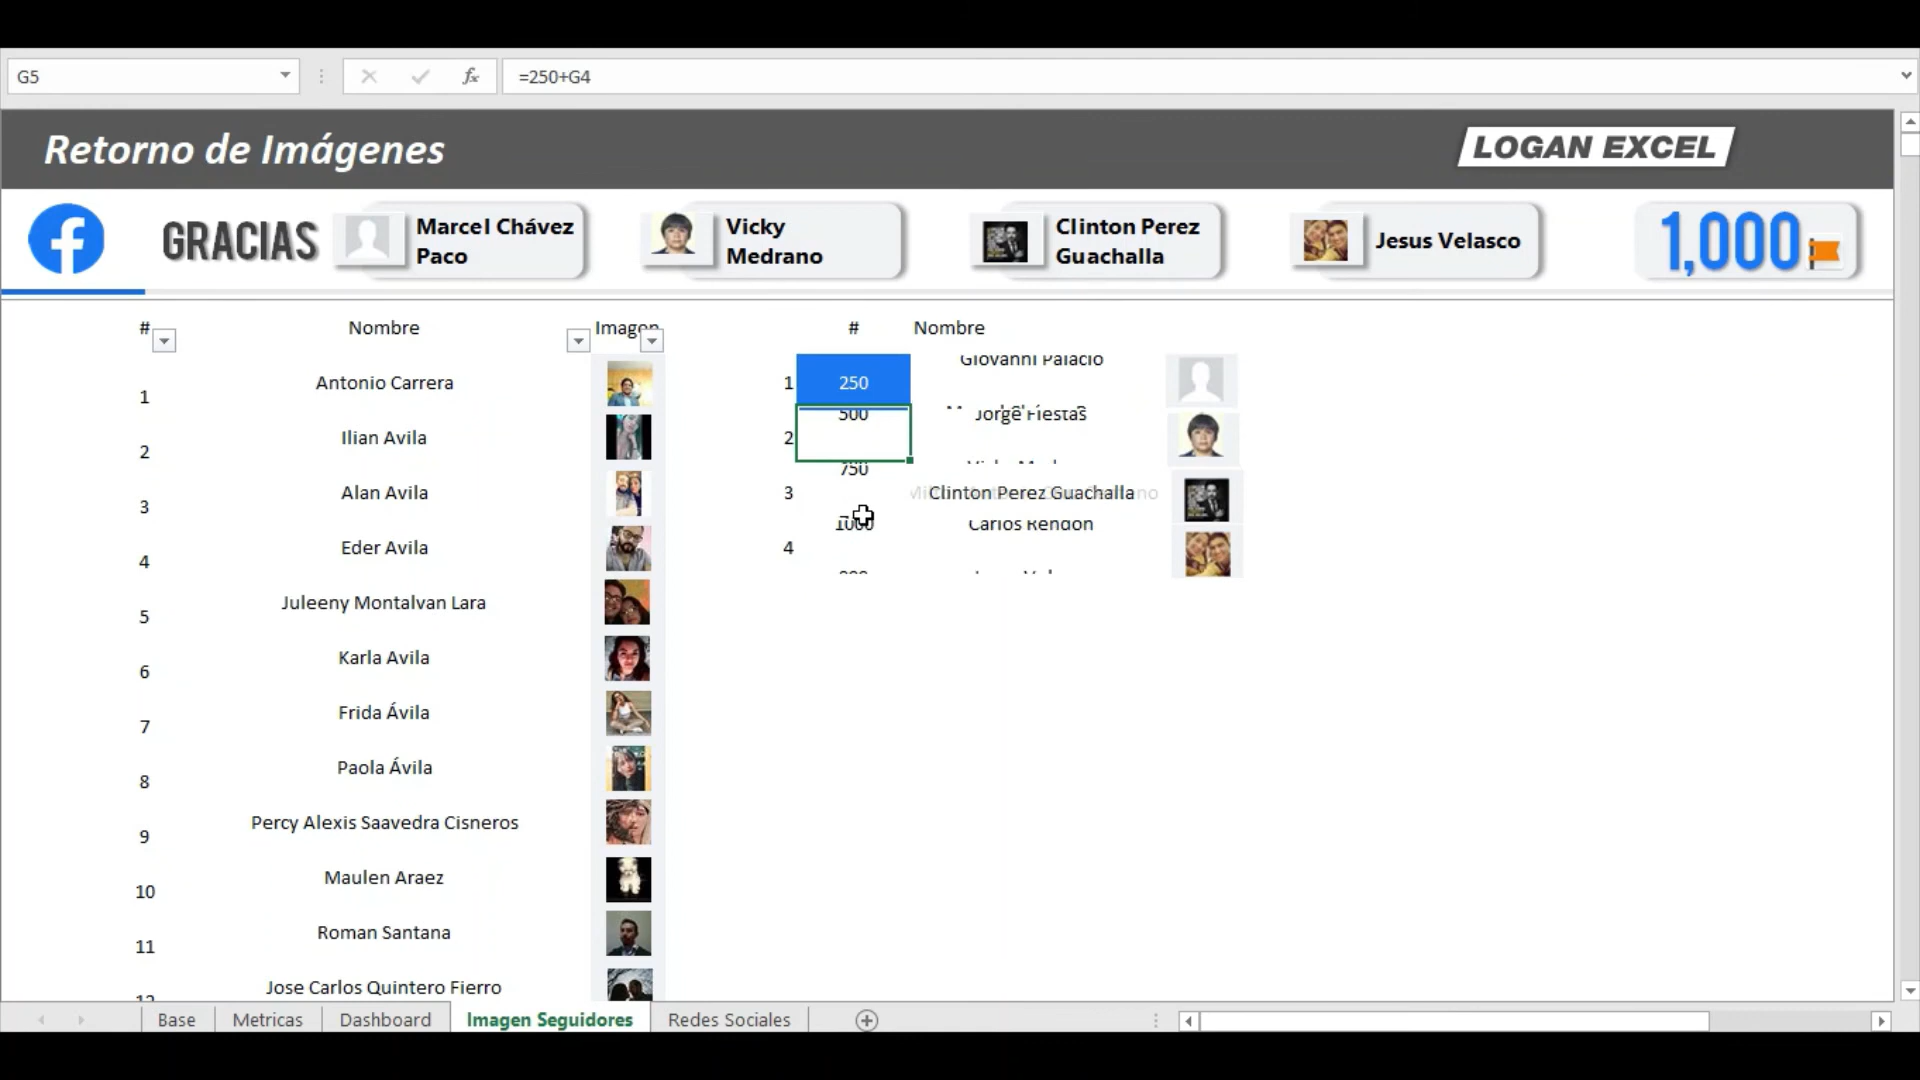 G5
fx
=250+G4
Retorno de Imágenes
LOGAN EXCEL
GRACIAS
Marcel Chávez
Paco
Vicky
Medrano
Clinton Perez
Guachalla
Jesus Velasco
1,000
# Nombre Imagen
1 Antonio Carrera
2 Ilian Avila
3 Alan Avila
4 Eder Avila
5 Juleeny Montalvan Lara
6 Karla Avila
7 Frida Ávila
8 Paola Ávila
9 Percy Alexis Saavedra Cisneros
10 Maulen Araez
11 Roman Santana
12 Jose Carlos Quintero Fierro
# Nombre
Giovanni Palacio
1 250
500 Jorge Fiestas
2
750
3 Clinton Perez Guachalla
1000 Carlos Rendon
4
Base Metricas Dashboard Imagen Seguidores Redes Sociales